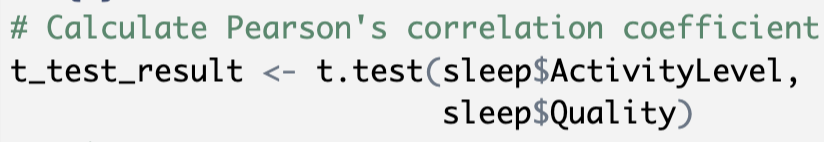 # Calculate Pearson's correlation coefficient
t_test_result <- t.test(sleep$ActivityLevel,
sleep$Quality)